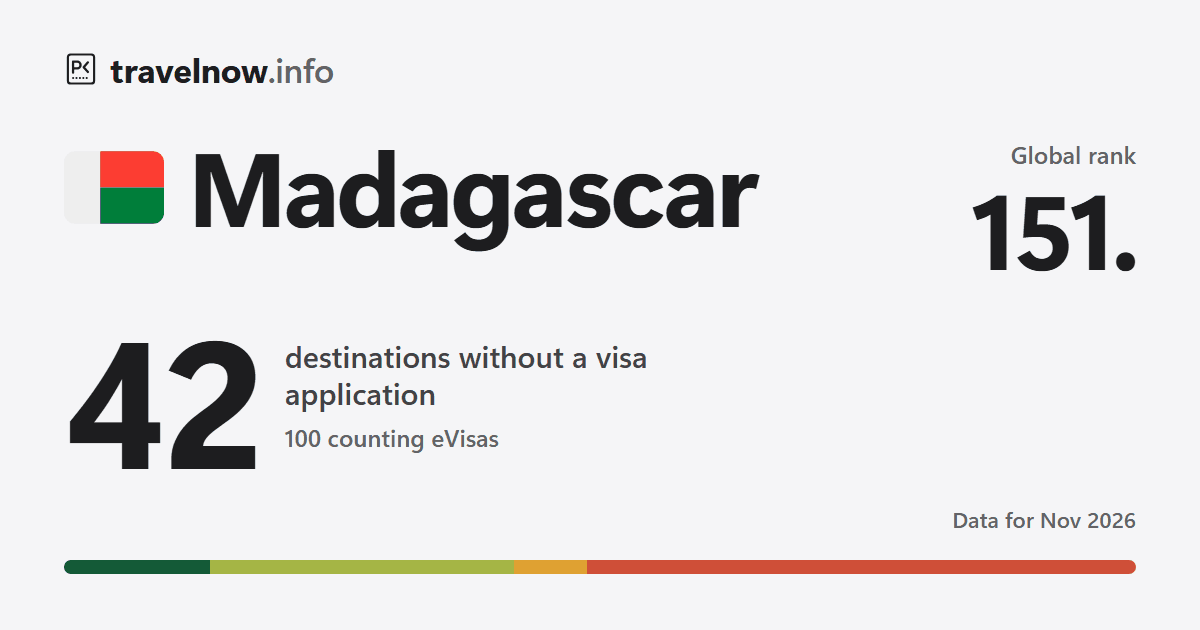 travelnow.info
Madagascar
Global rank
151.
42
destinations without a visa
application
100 counting eVisas
Data for Nov 2026